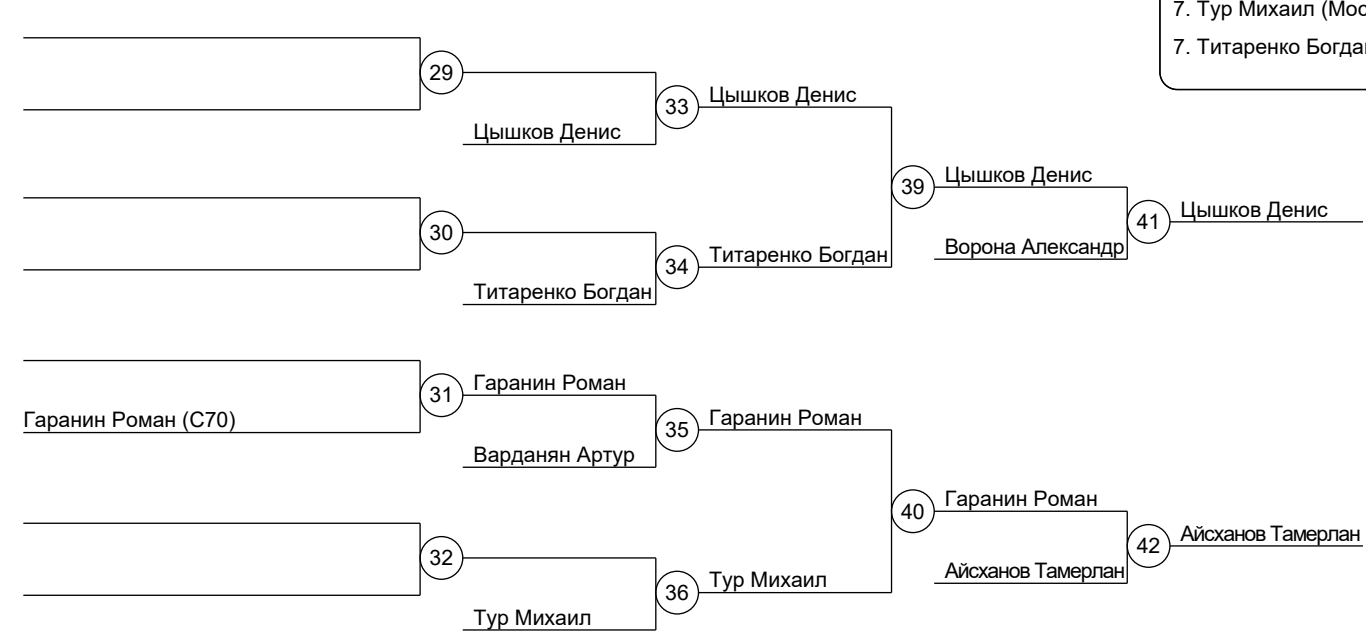 7. Тур Михаил (Мос
7. Титаренко Богдан
29
33
Цышков Денис
Цышков Денис
39
Цышков Денис
41
Цышков Денис
30
34
Титаренко Богдан
Ворона Александр
Титаренко Богдан
31
Гаранин Роман
35
Гаранин Роман
Гаранин Роман (С70)
Варданян Артур
40
Гаранин Роман
42
Айсханов Тамерлан
32
36
Тур Михаил
Айсханов Тамерлан
Тур Михаил